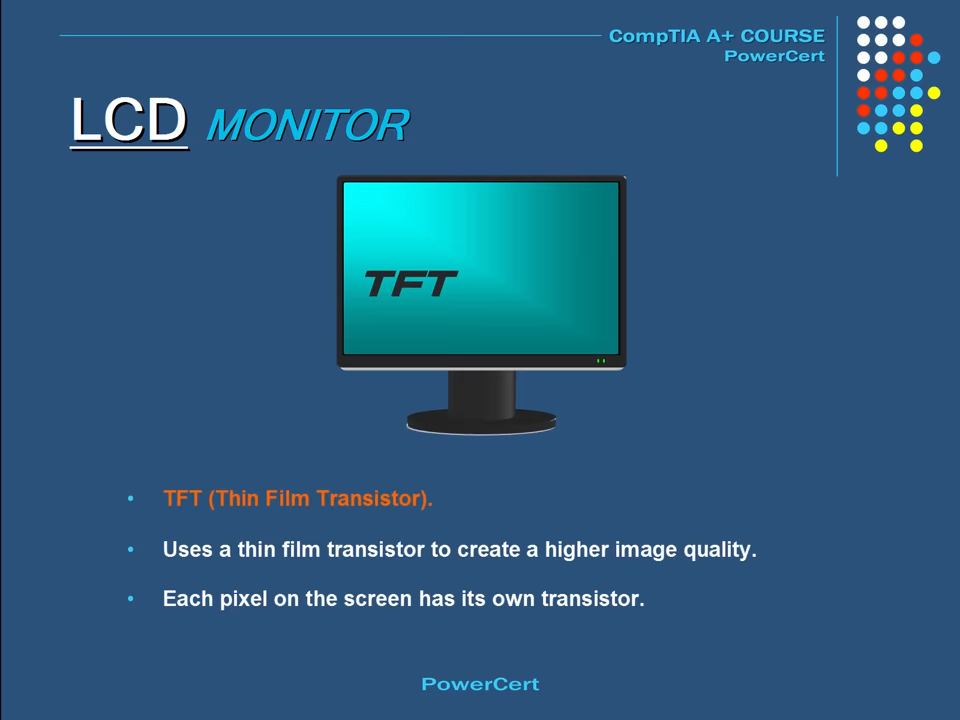 CompTIA A+ COURSE
PowerCert
LCD MONITOR
TFT
• TFT (Thin Film Transistor).
• Uses a thin film transistor to create a higher image quality.
• Each pixel on the screen has its own transistor.
PowerCert